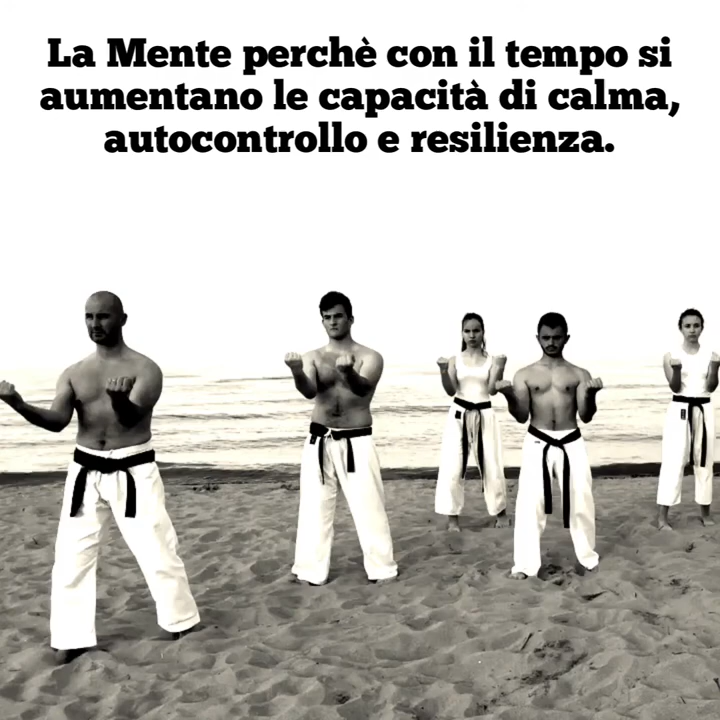 La Mente perchè con il tempo si
aumentano le capacità di calma,
autocontrollo e resilienza.